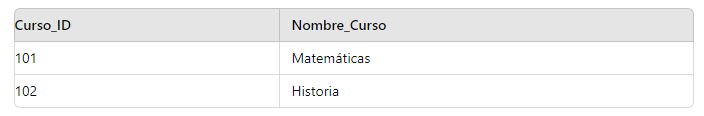 Curso_ID Nombre_Curso
101 Matemáticas
102 Historia